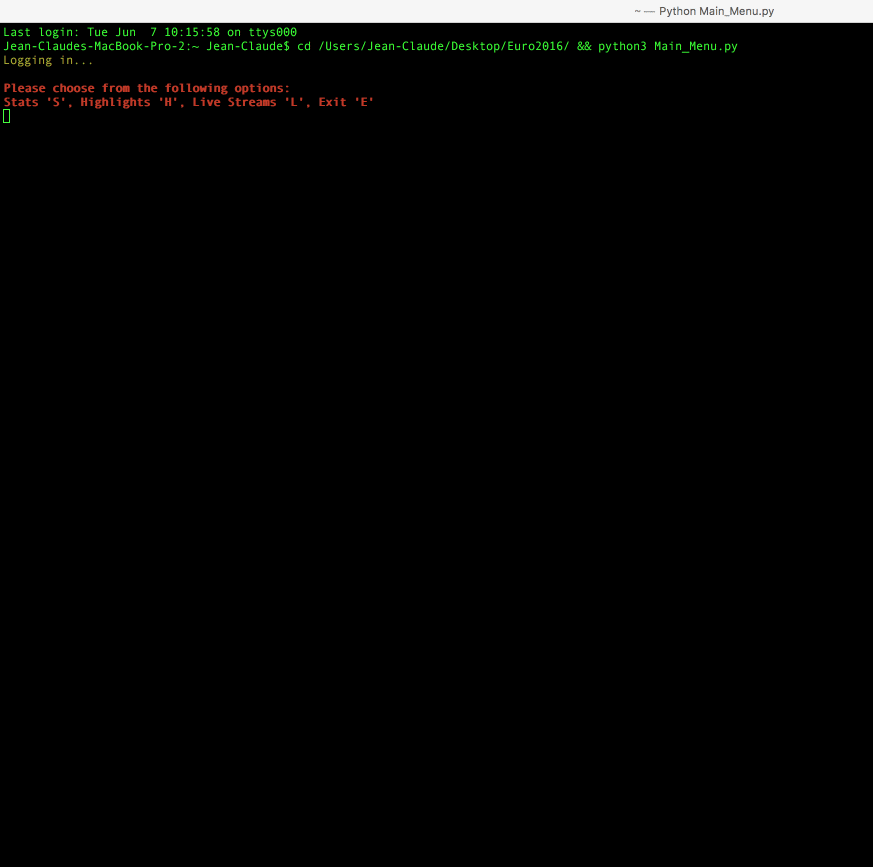 ~ — Python Main_Menu.py
Last login: Tue Jun  7 10:15:58 on ttys000
Jean-Claudes-MacBook-Pro-2:~ Jean-Claude$ cd /Users/Jean-Claude/Desktop/Euro2016/ && python3 Main_Menu.py
Logging in...
Please choose from the following options:
Stats 'S', Highlights 'H', Live Streams 'L', Exit 'E'